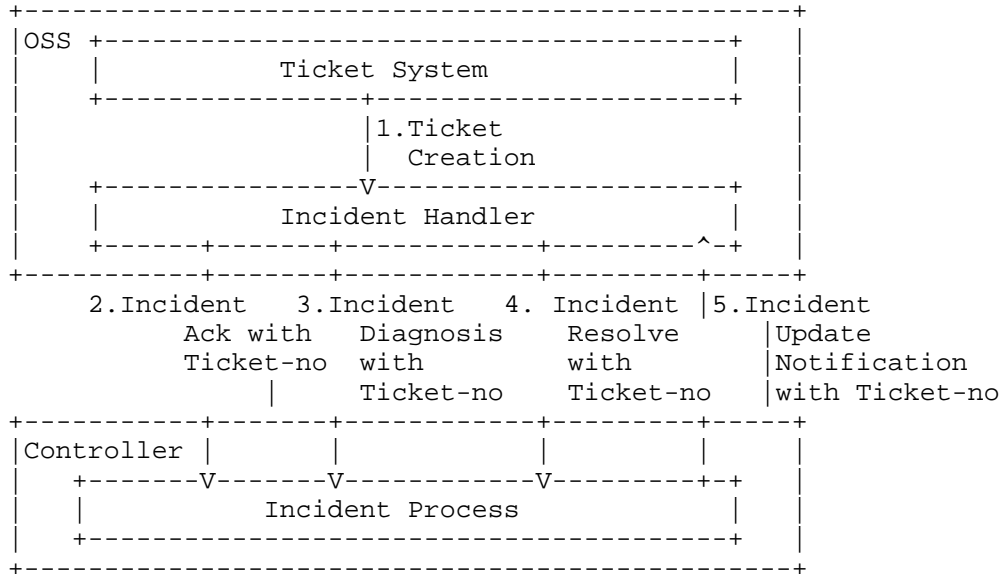 OSS
Ticket System
1.Ticket
Creation
Incident Handler
2.Incident 3.Incident 4. Incident 5.Incident
Ack with Diagnosis Resolve Update
Ticket-no with with Notification
Ticket-no Ticket-no with Ticket-no
Controller
Incident Process